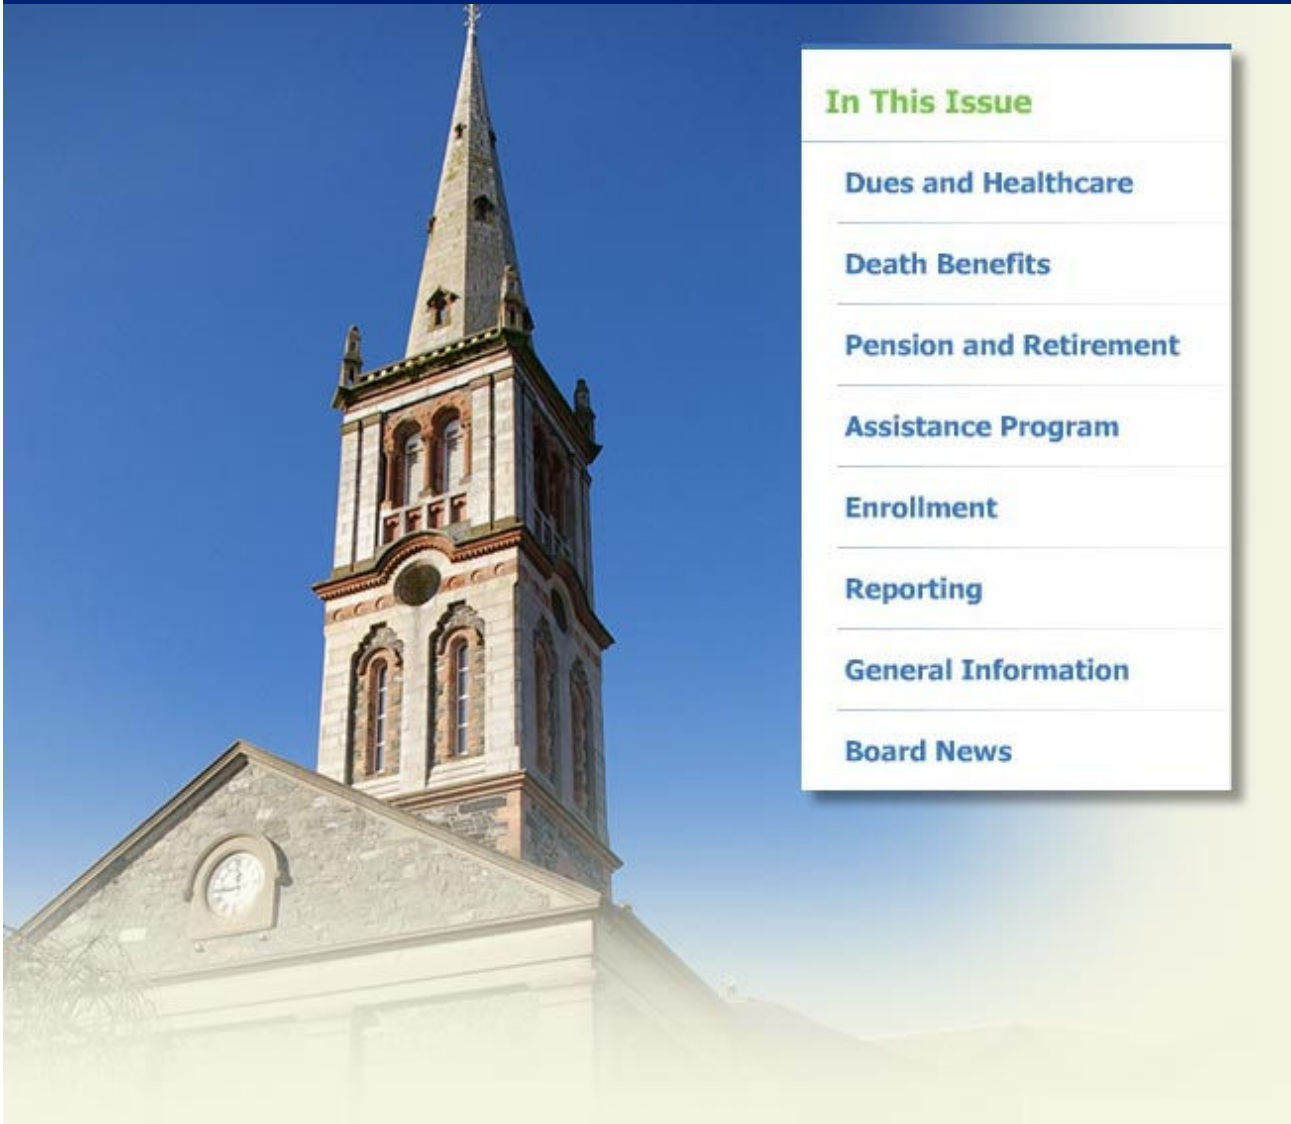 In This Issue
Dues and Healthcare
Death Benefits
Pension and Retirement
Assistance Program
Enrollment
Reporting
General Information
Board News